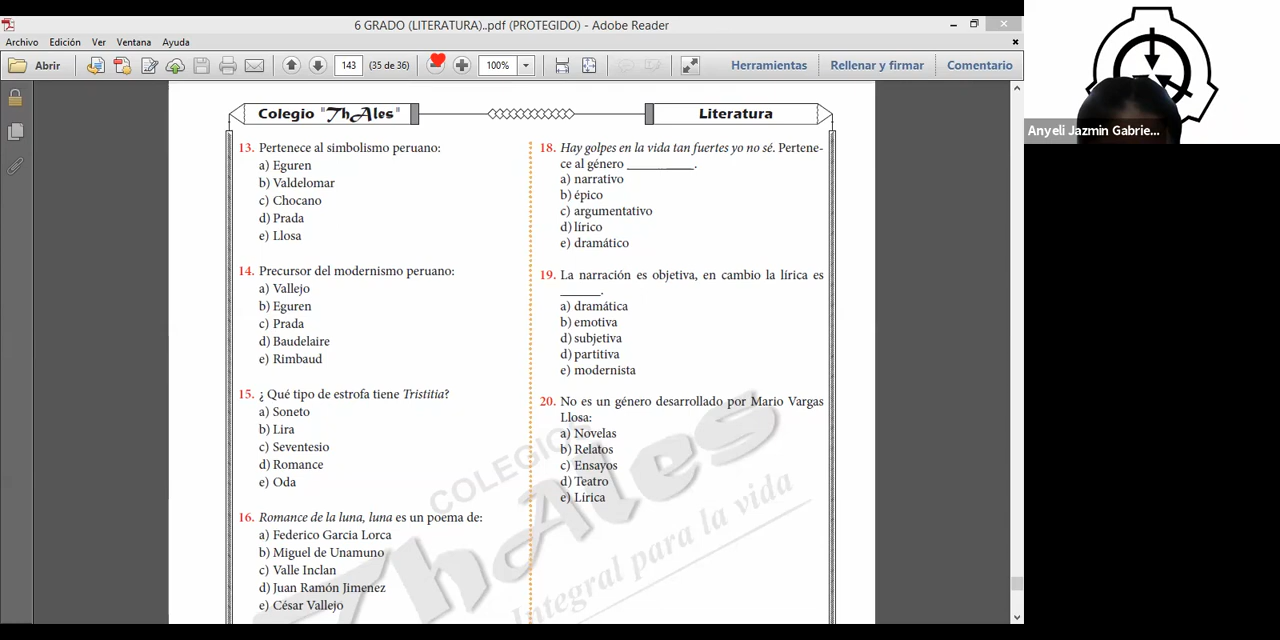 6 GRADO (LITERATURA)..pdf (PROTEGIDO) - Adobe Reader
Archivo Edición Ver Ventana Ayuda
Abrir 143 (35 de 36) 100% Herramientas Rellenar y firmar Comentario
Colegio "ThAles"
Literatura
13. Pertenece al simbolismo peruano:
a) Eguren
b) Valdelomar
c) Chocano
d) Prada
e) Llosa
14. Precursor del modernismo peruano:
a) Vallejo
b) Eguren
c) Prada
d) Baudelaire
e) Rimbaud
15. ¿ Qué tipo de estrofa tiene Tristitia?
a) Soneto
b) Lira
c) Seventesio
d) Romance
e) Oda
16. Romance de la luna, luna es un poema de:
a) Federico Garcia Lorca
b) Miguel de Unamuno
c) Valle Inclan
d) Juan Ramón Jimenez
e) César Vallejo
18. Hay golpes en la vida tan fuertes yo no sé. Pertene-
ce al género ___________.
a) narrativo
b) épico
c) argumentativo
d) lírico
e) dramático
19. La narración es objetiva, en cambio la lírica es
_______.
a) dramática
b) emotiva
d) subjetiva
d) partitiva
e) modernista
20. No es un género desarrollado por Mario Vargas
Llosa:
a) Novelas
b) Relatos
c) Ensayos
d) Teatro
e) Lírica
COLEGIO
ThAles
Integral para la vida
Anyeli Jazmin Gabrie...